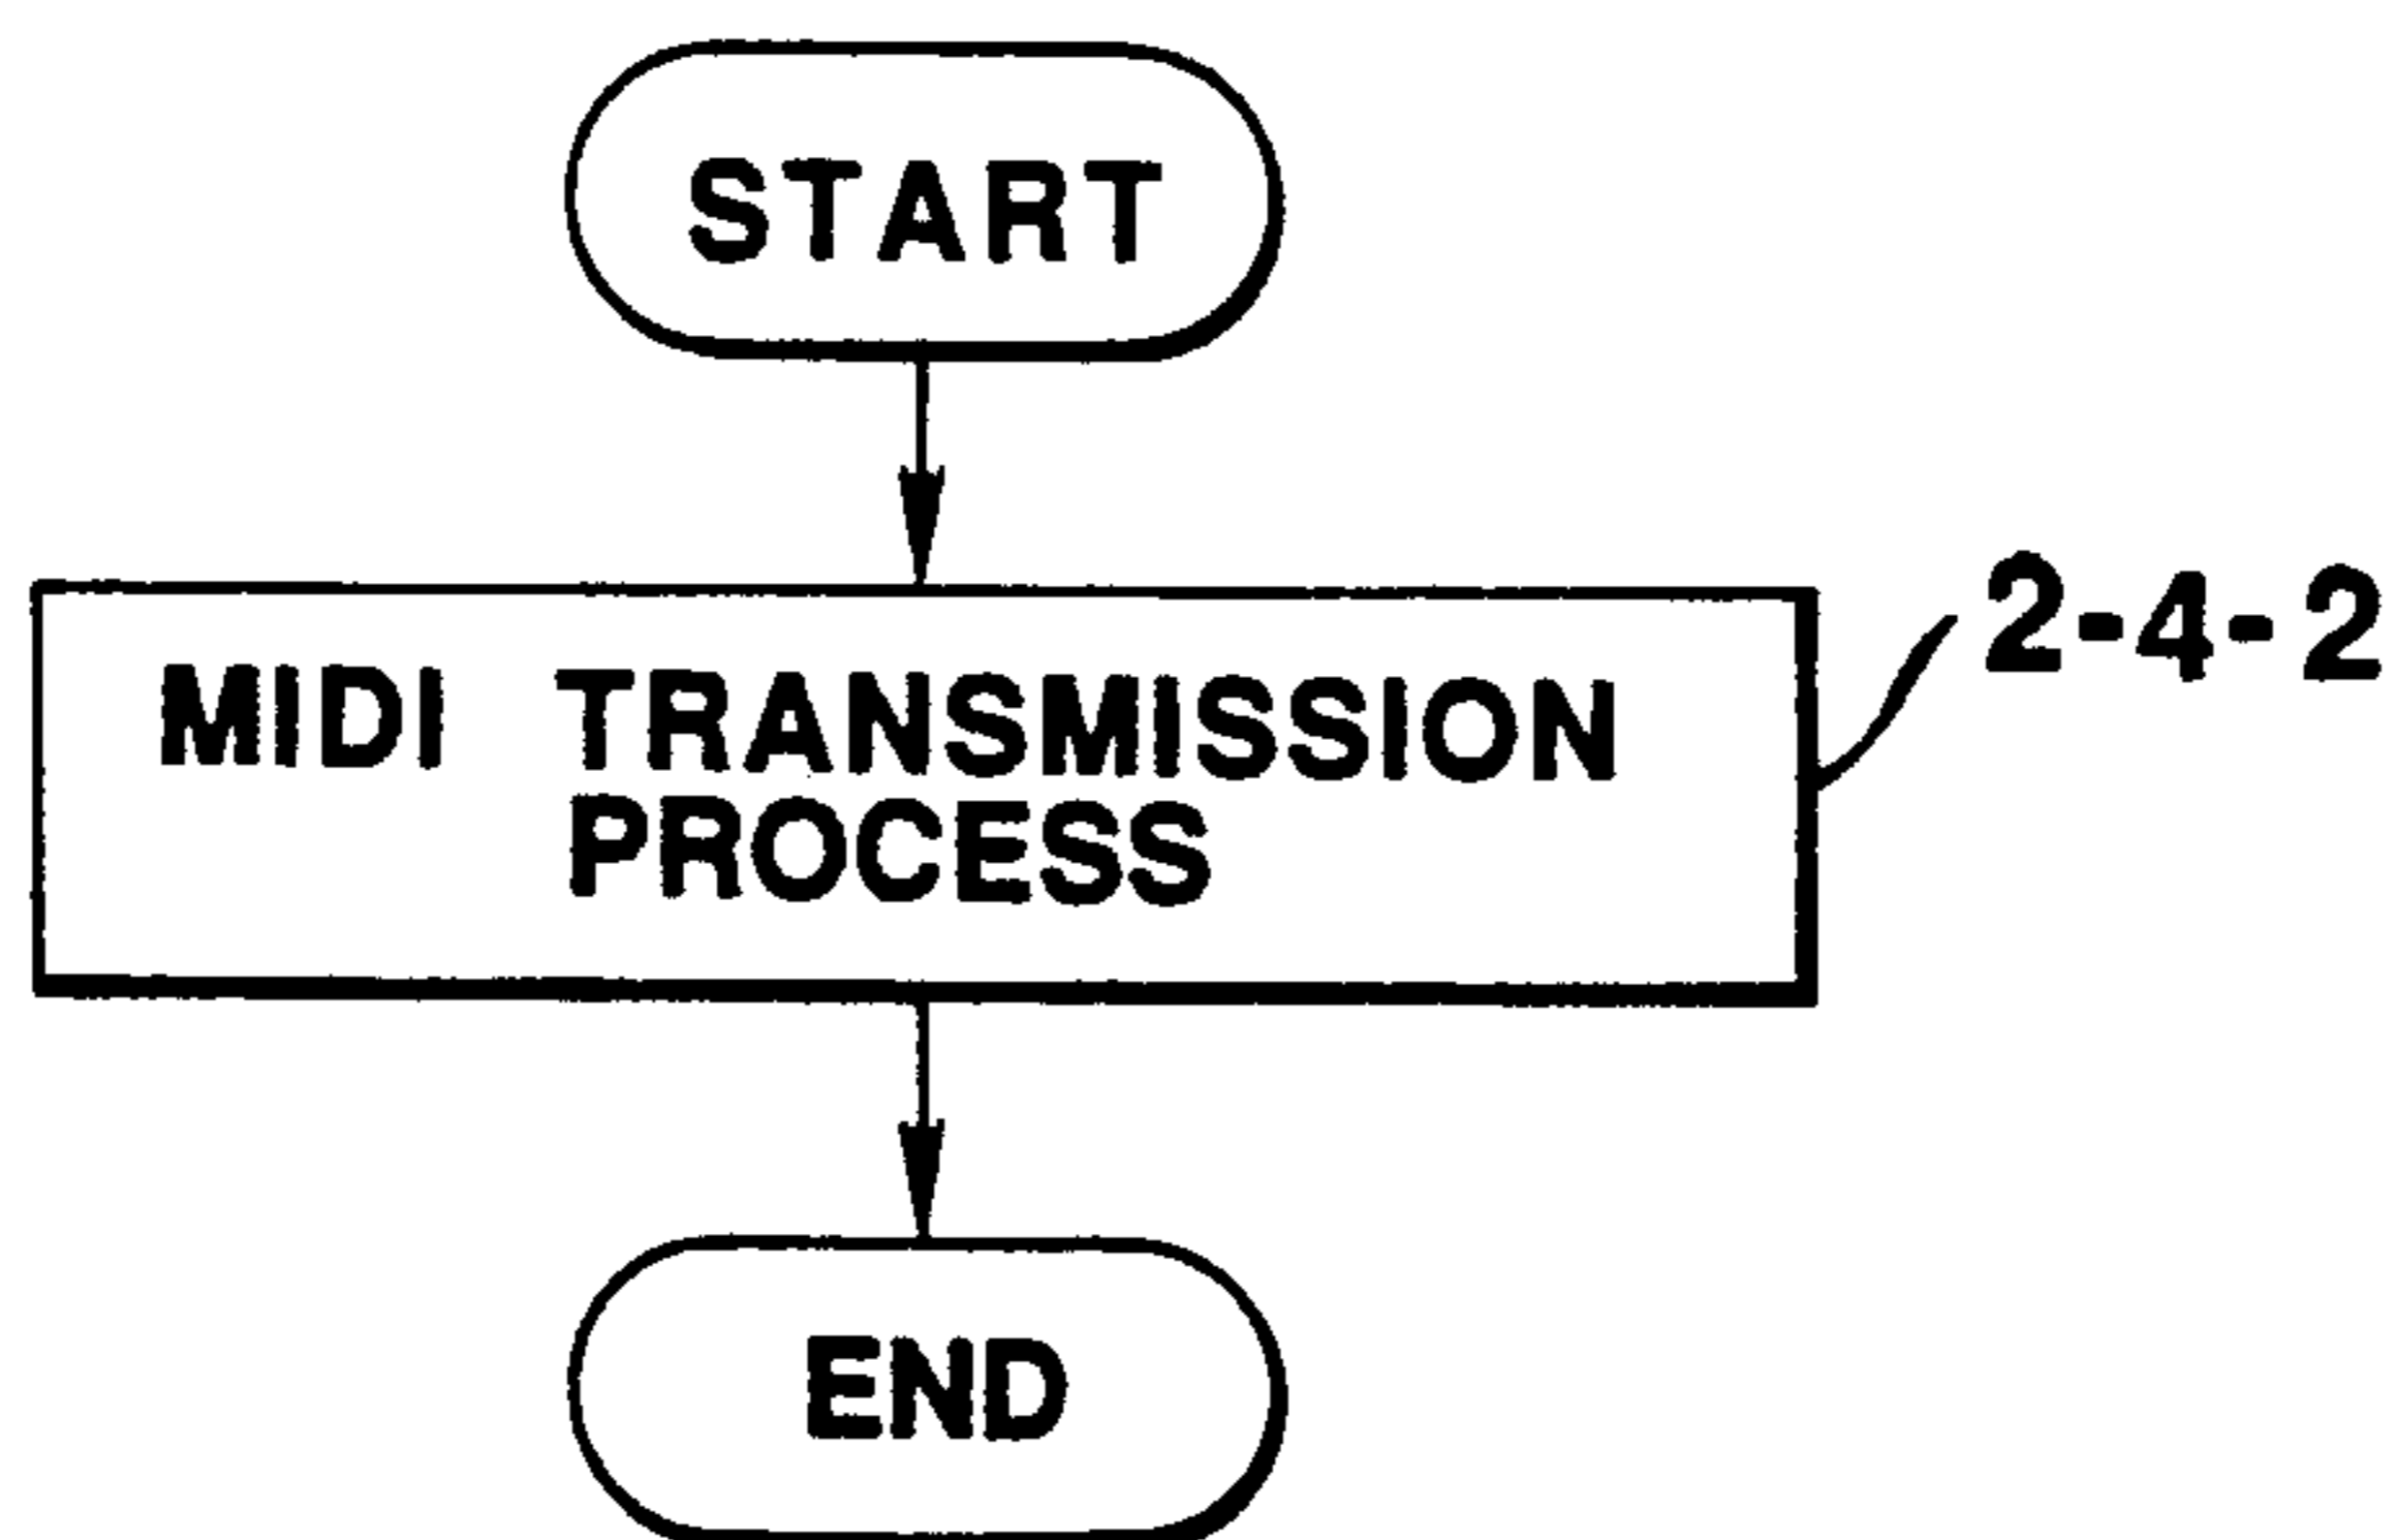 START
MIDI TRANSMISSION
PROCESS
2-4-2
END